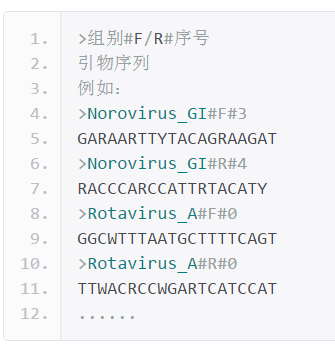 1. >组别#F/R#序号
2. 引物序列
3. 例如：
4. >Norovirus_GI#F#3
5. GARAARTTYTACAGRAAGAT
6. >Norovirus_GI#R#4
7. RACCCARCCATTRTACATY
8. >Rotavirus_A#F#0
9. GGCWTTTAATGCTTTTCAGT
10. >Rotavirus_A#R#0
11. TTWACRCCWGARTCATCCAT
12. ......